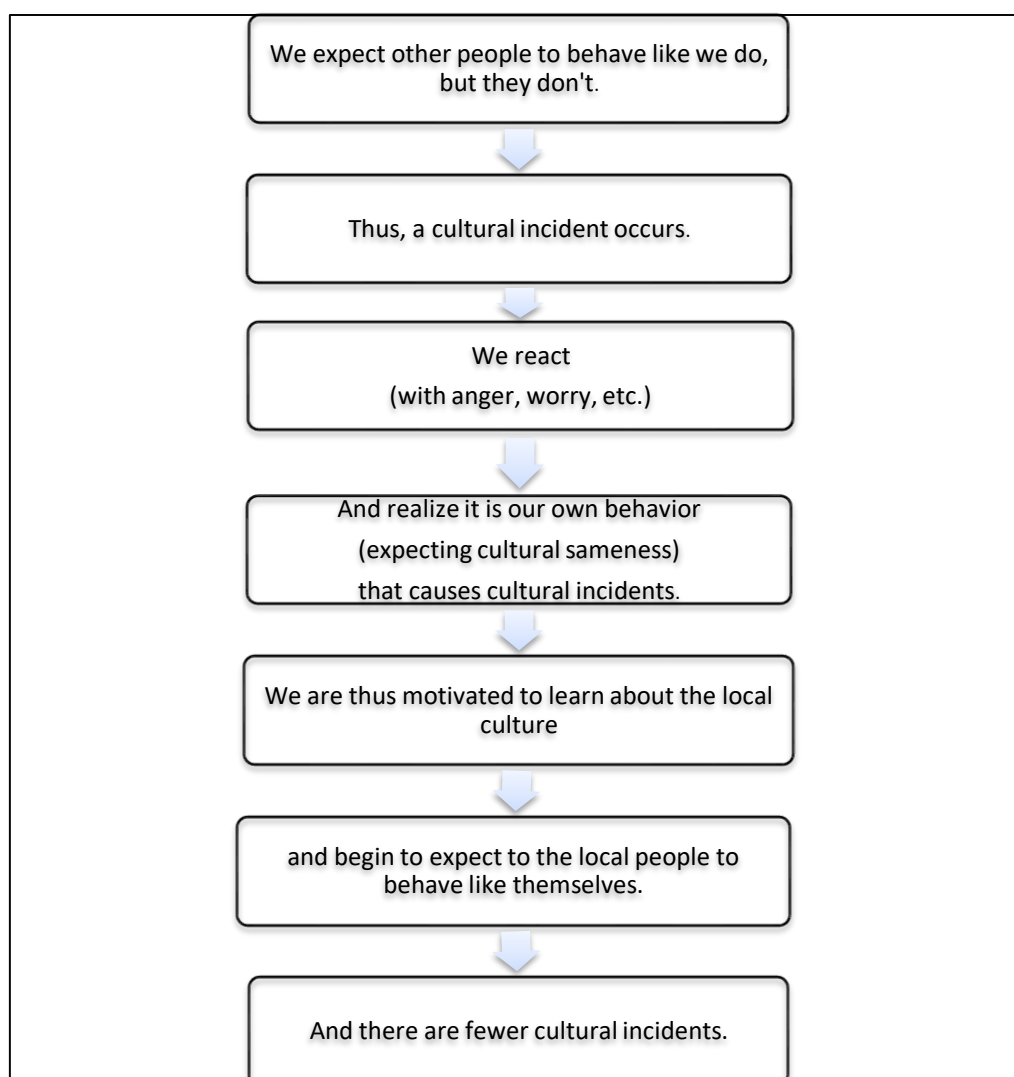 We expect other people to behave like we do,
but they don't.
Thus, a cultural incident occurs.
We react
(with anger, worry, etc.)
And realize it is our own behavior
(expecting cultural sameness)
that causes cultural incidents.
We are thus motivated to learn about the local
culture
and begin to expect to the local people to
behave like themselves.
And there are fewer cultural incidents.